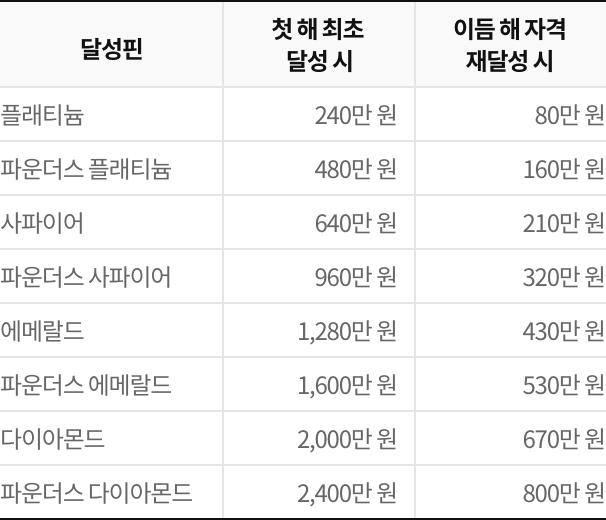 달성핀 첫 해 최초 달성 시 이듬 해 자격 재달성 시
플래티늄 240만 원 80만 원
파운더스 플래티늄 480만 원 160만 원
사파이어 640만 원 210만 원
파운더스 사파이어 960만 원 320만 원
에메랄드 1,280만 원 430만 원
파운더스 에메랄드 1,600만 원 530만 원
다이아몬드 2,000만 원 670만 원
파운더스 다이아몬드 2,400만 원 800만 원